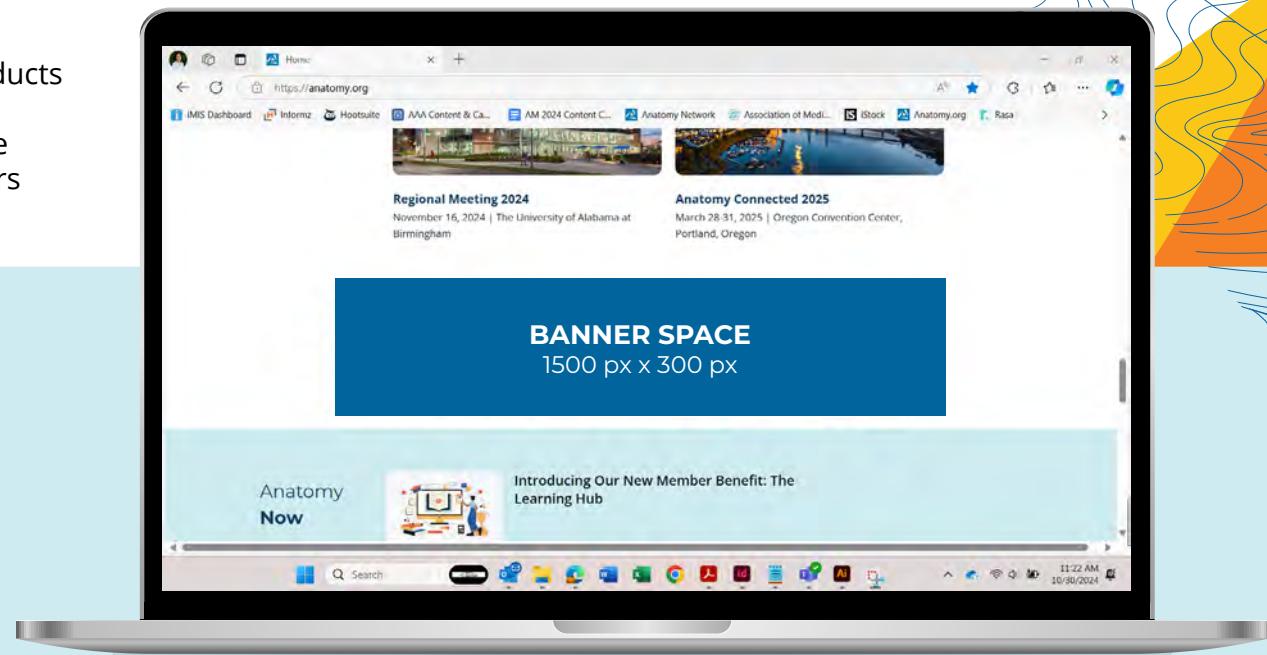 ducts
e
rs
Home
https://anatomy.org
iMIS Dashboard Informz Hootsuite AAA Content & Ca... AM 2024 Content C... Anatomy Network Association of Medi... iStock Anatomy.org Rasa
Regional Meeting 2024
November 16, 2024 | The University of Alabama at
Birmingham
Anatomy Connected 2025
March 28-31, 2025 | Oregon Convention Center,
Portland, Oregon
BANNER SPACE
1500 px x 300 px
Anatomy
Now
Introducing Our New Member Benefit: The
Learning Hub
Search
11:22 AM
10/30/2024